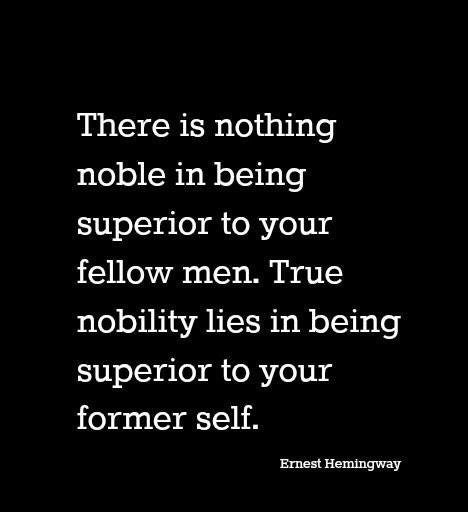 There is nothing
noble in being
superior to your
fellow men. True
nobility lies in being
superior to your
former self.
Ernest Hemingway